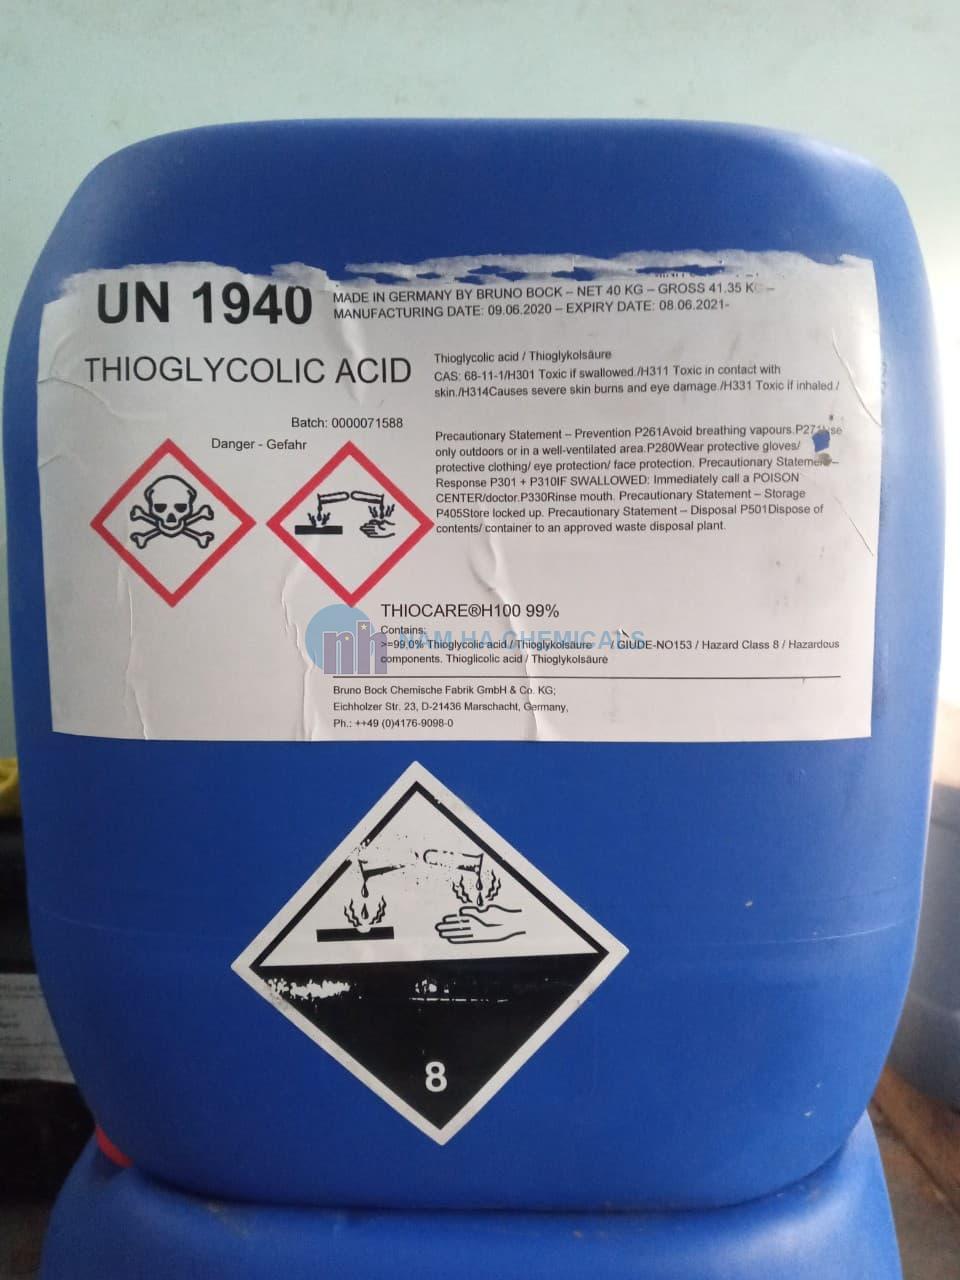 UN 1940
MADE IN GERMANY BY BRUNO BOCK – NET 40 KG – GROSS 41.35 K –
MANUFACTURING DATE: 09.06.2020 – EXPIRY DATE: 08.06.2021-
THIOGLYCOLIC ACID
Thioglycolic acid / Thioglykolsäure
CAS: 68-11-1/H301 Toxic if swallowed./H311 Toxic in contact with
skin./H314Causes severe skin burns and eye damage./H331 Toxic if inhaled./
Batch: 0000071588
Danger - Gefahr
Precautionary Statement – Prevention P261Avoid breathing vapours.
only outdoors or in a well-ventilated area.P280Wear protective gloves/
protective clothing/ eye protection/ face protection. Precautionary Statement–
Response P301 + P310IF SWALLOWED: Immediately call a POISON
CENTER/doctor.P330Rinse mouth. Precautionary Statement – Storage
P405Store locked up. Precautionary Statement – Disposal P501Dispose of
contents/ container to an approved waste disposal plant.
THIOCARE®H100 99%
Contains:
>=99,0% Thioglycolic acid / Thioglykolsäure / GIUDE-NO153 / Hazard Class 8 / Hazardous
components. Thioglicolic acid / Thioglykolsäure
nh NAM HA CHEMICALS
Bruno Bock Chemische Fabrik GmbH & Co. KG;
Eichholzer Str. 23, D-21436 Marschacht, Germany,
Ph.: ++49 (0)4176-9098-0
8